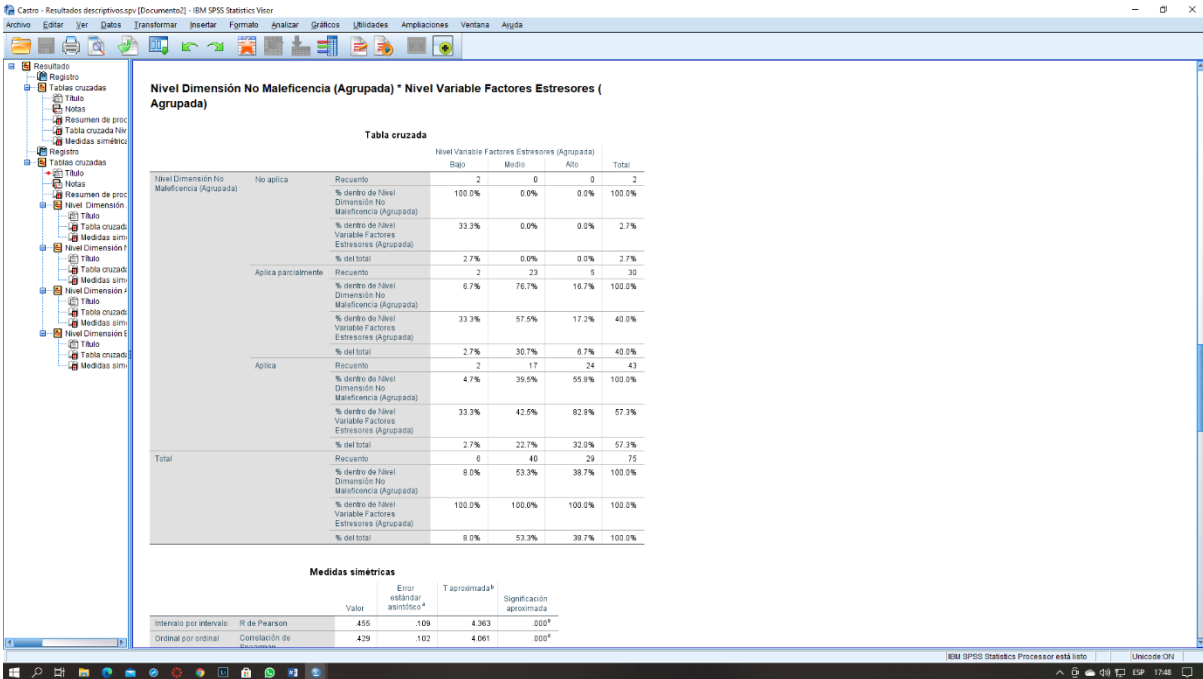 Castro - Resultados descriptivos.spv [Documento2] - IBM SPSS Statistics Visor
Archivo Editar Ver Datos Transformar Insertar Formato Analizar Gráficos Utilidades Ampliaciones Ventana Ayuda
Resultado
Registro
Tablas cruzadas
Título
Notas
Resumen de proc
Tabla cruzada Niv
Medidas simétrica
Registro
Tablas cruzadas
Título
Notas
Resumen de proc
Nivel Dimensión
Título
Tabla cruzada
Medidas sim
Nivel Dimensión N
Título
Tabla cruzada
Medidas sim
Nivel Dimensión A
Título
Tabla cruzada
Medidas sim
Nivel Dimensión B
Título
Tabla cruzada
Medidas sim
Nivel Dimensión No Maleficencia (Agrupada) * Nivel Variable Factores Estresores (
Agrupada)
Tabla cruzada
Nivel Variable Factores Estresores (Agrupada)
Bajo Medio Alto Total
Nivel Dimensión No No aplica Recuento 2 0 0 2
Maleficencia (Agrupada)
% dentro de Nivel 100.0% 0.0% 0.0% 100.0%
Dimensión No
Maleficencia (Agrupada)
% dentro de Nivel 33.3% 0.0% 0.0% 2.7%
Variable Factores
Estresores (Agrupada)
% del total 2.7% 0.0% 0.0% 2.7%
Aplica parcialmente Recuento 2 23 5 30
% dentro de Nivel 6.7% 76.7% 16.7% 100.0%
Dimensión No
Maleficencia (Agrupada)
% dentro de Nivel 33.3% 57.5% 17.2% 40.0%
Variable Factores
Estresores (Agrupada)
% del total 2.7% 30.7% 6.7% 40.0%
Aplica Recuento 2 17 24 43
% dentro de Nivel 4.7% 39.5% 55.8% 100.0%
Dimensión No
Maleficencia (Agrupada)
% dentro de Nivel 33.3% 42.5% 82.8% 57.3%
Variable Factores
Estresores (Agrupada)
% del total 2.7% 22.7% 32.0% 57.3%
Total Recuento 6 40 29 75
% dentro de Nivel 8.0% 53.3% 38.7% 100.0%
Dimensión No
Maleficencia (Agrupada)
% dentro de Nivel 100.0% 100.0% 100.0% 100.0%
Variable Factores
Estresores (Agrupada)
% del total 8.0% 53.3% 38.7% 100.0%
Medidas simétricas
Valor Error estándar asintótico a T aproximada b Significación aproximada
Intervalo por intervalo R de Pearson .455 .109 4.363 .000 c
Ordinal por ordinal Correlación de .429 .102 4.061 .000 c
Spearman
IBM SPSS Statistics Processor está listo Unicode:ON
ESP 17:48